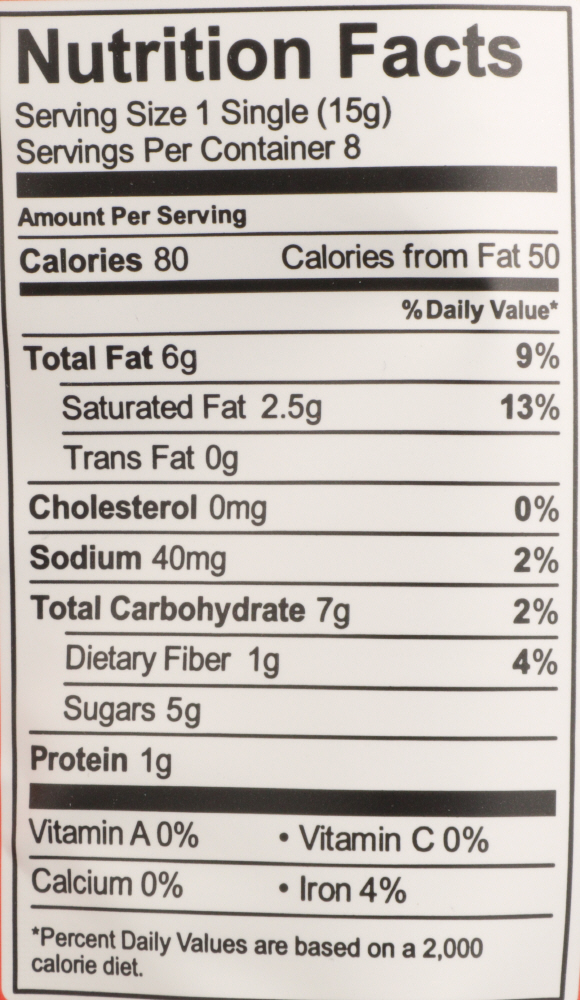 Nutrition Facts
Serving Size 1 Single (15g)
Servings Per Container 8
Amount Per Serving
Calories 80 Calories from Fat 50
% Daily Value*
Total Fat 6g 9%
Saturated Fat 2.5g 13%
Trans Fat 0g
Cholesterol 0mg 0%
Sodium 40mg 2%
Total Carbohydrate 7g 2%
Dietary Fiber 1g 4%
Sugars 5g
Protein 1g
Vitamin A 0% • Vitamin C 0%
Calcium 0% • Iron 4%
*Percent Daily Values are based on a 2,000
calorie diet.